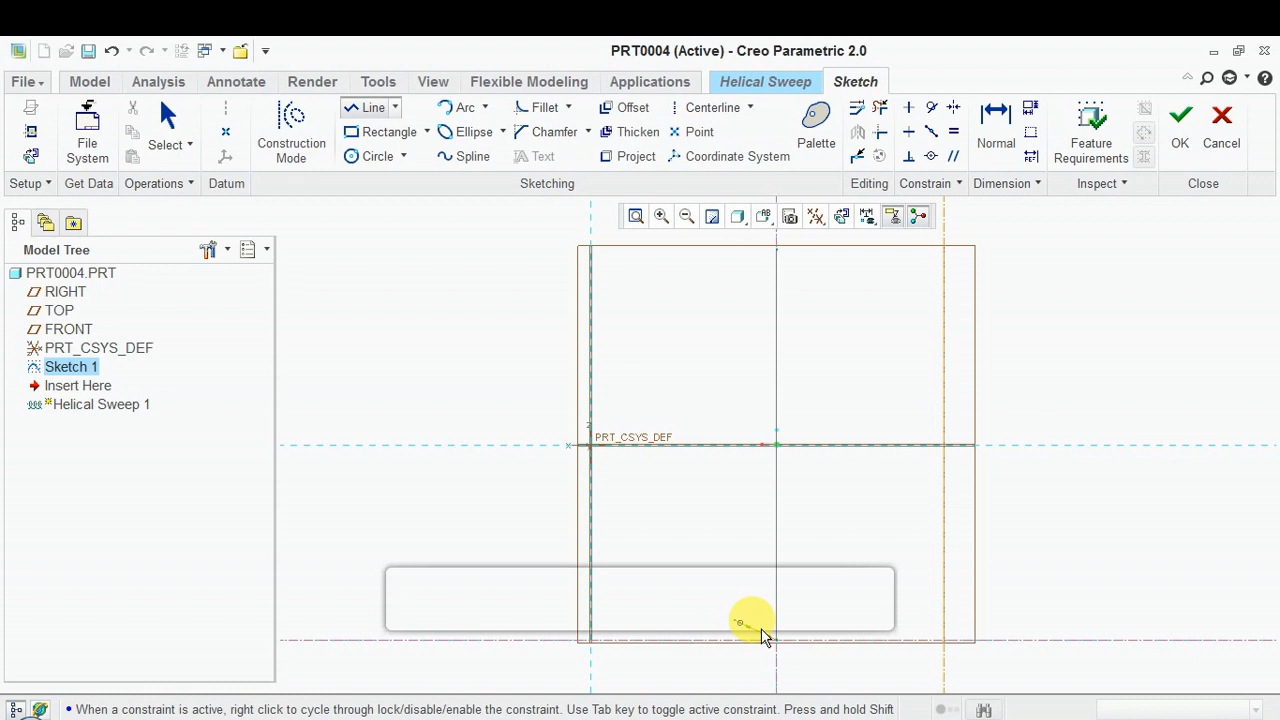 PRT0004 (Active) - Creo Parametric 2.0
File Model Analysis Annotate Render Tools View Flexible Modeling Applications Helical Sweep Sketch
File System
Select
Construction Mode
Line Arc Fillet Offset Centerline
Rectangle Ellipse Chamfer Thicken Point
Circle Spline Text Project Coordinate System
Palette
Normal
Feature Requirements
OK Cancel
Setup Get Data Operations Datum Sketching Editing Constrain Dimension Inspect Close
Model Tree
PRT0004.PRT
RIGHT
TOP
FRONT
PRT_CSYS_DEF
Sketch 1
Insert Here
Helical Sweep 1
PRT_CSYS_DEF
• When a constraint is active, right click to cycle through lock/disable/enable the constraint. Use Tab key to toggle active constraint. Press and hold Shift